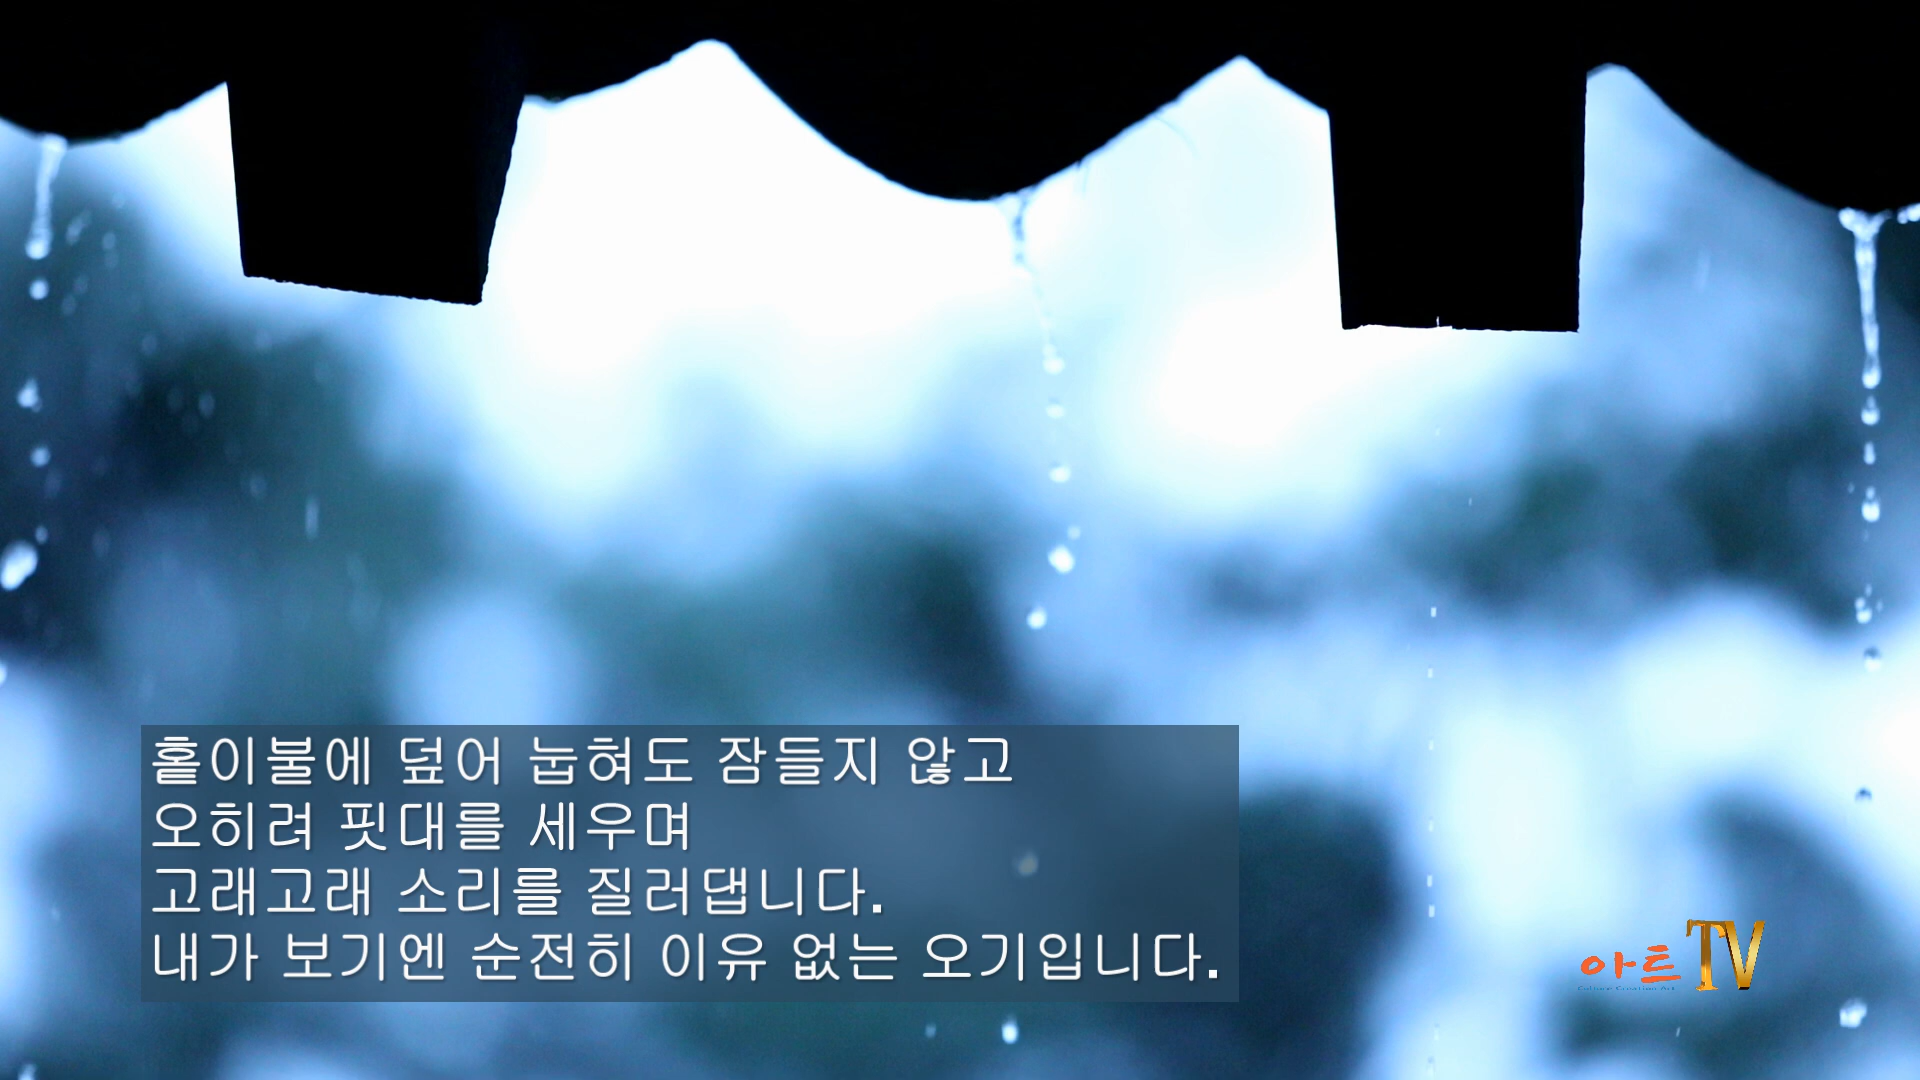 홑이불에 덮어 눕혀도 잠들지 않고
오히려 핏대를 세우며
고래고래 소리를 질러댑니다.
내가 보기엔 순전히 이유 없는 오기입니다.
아트TV